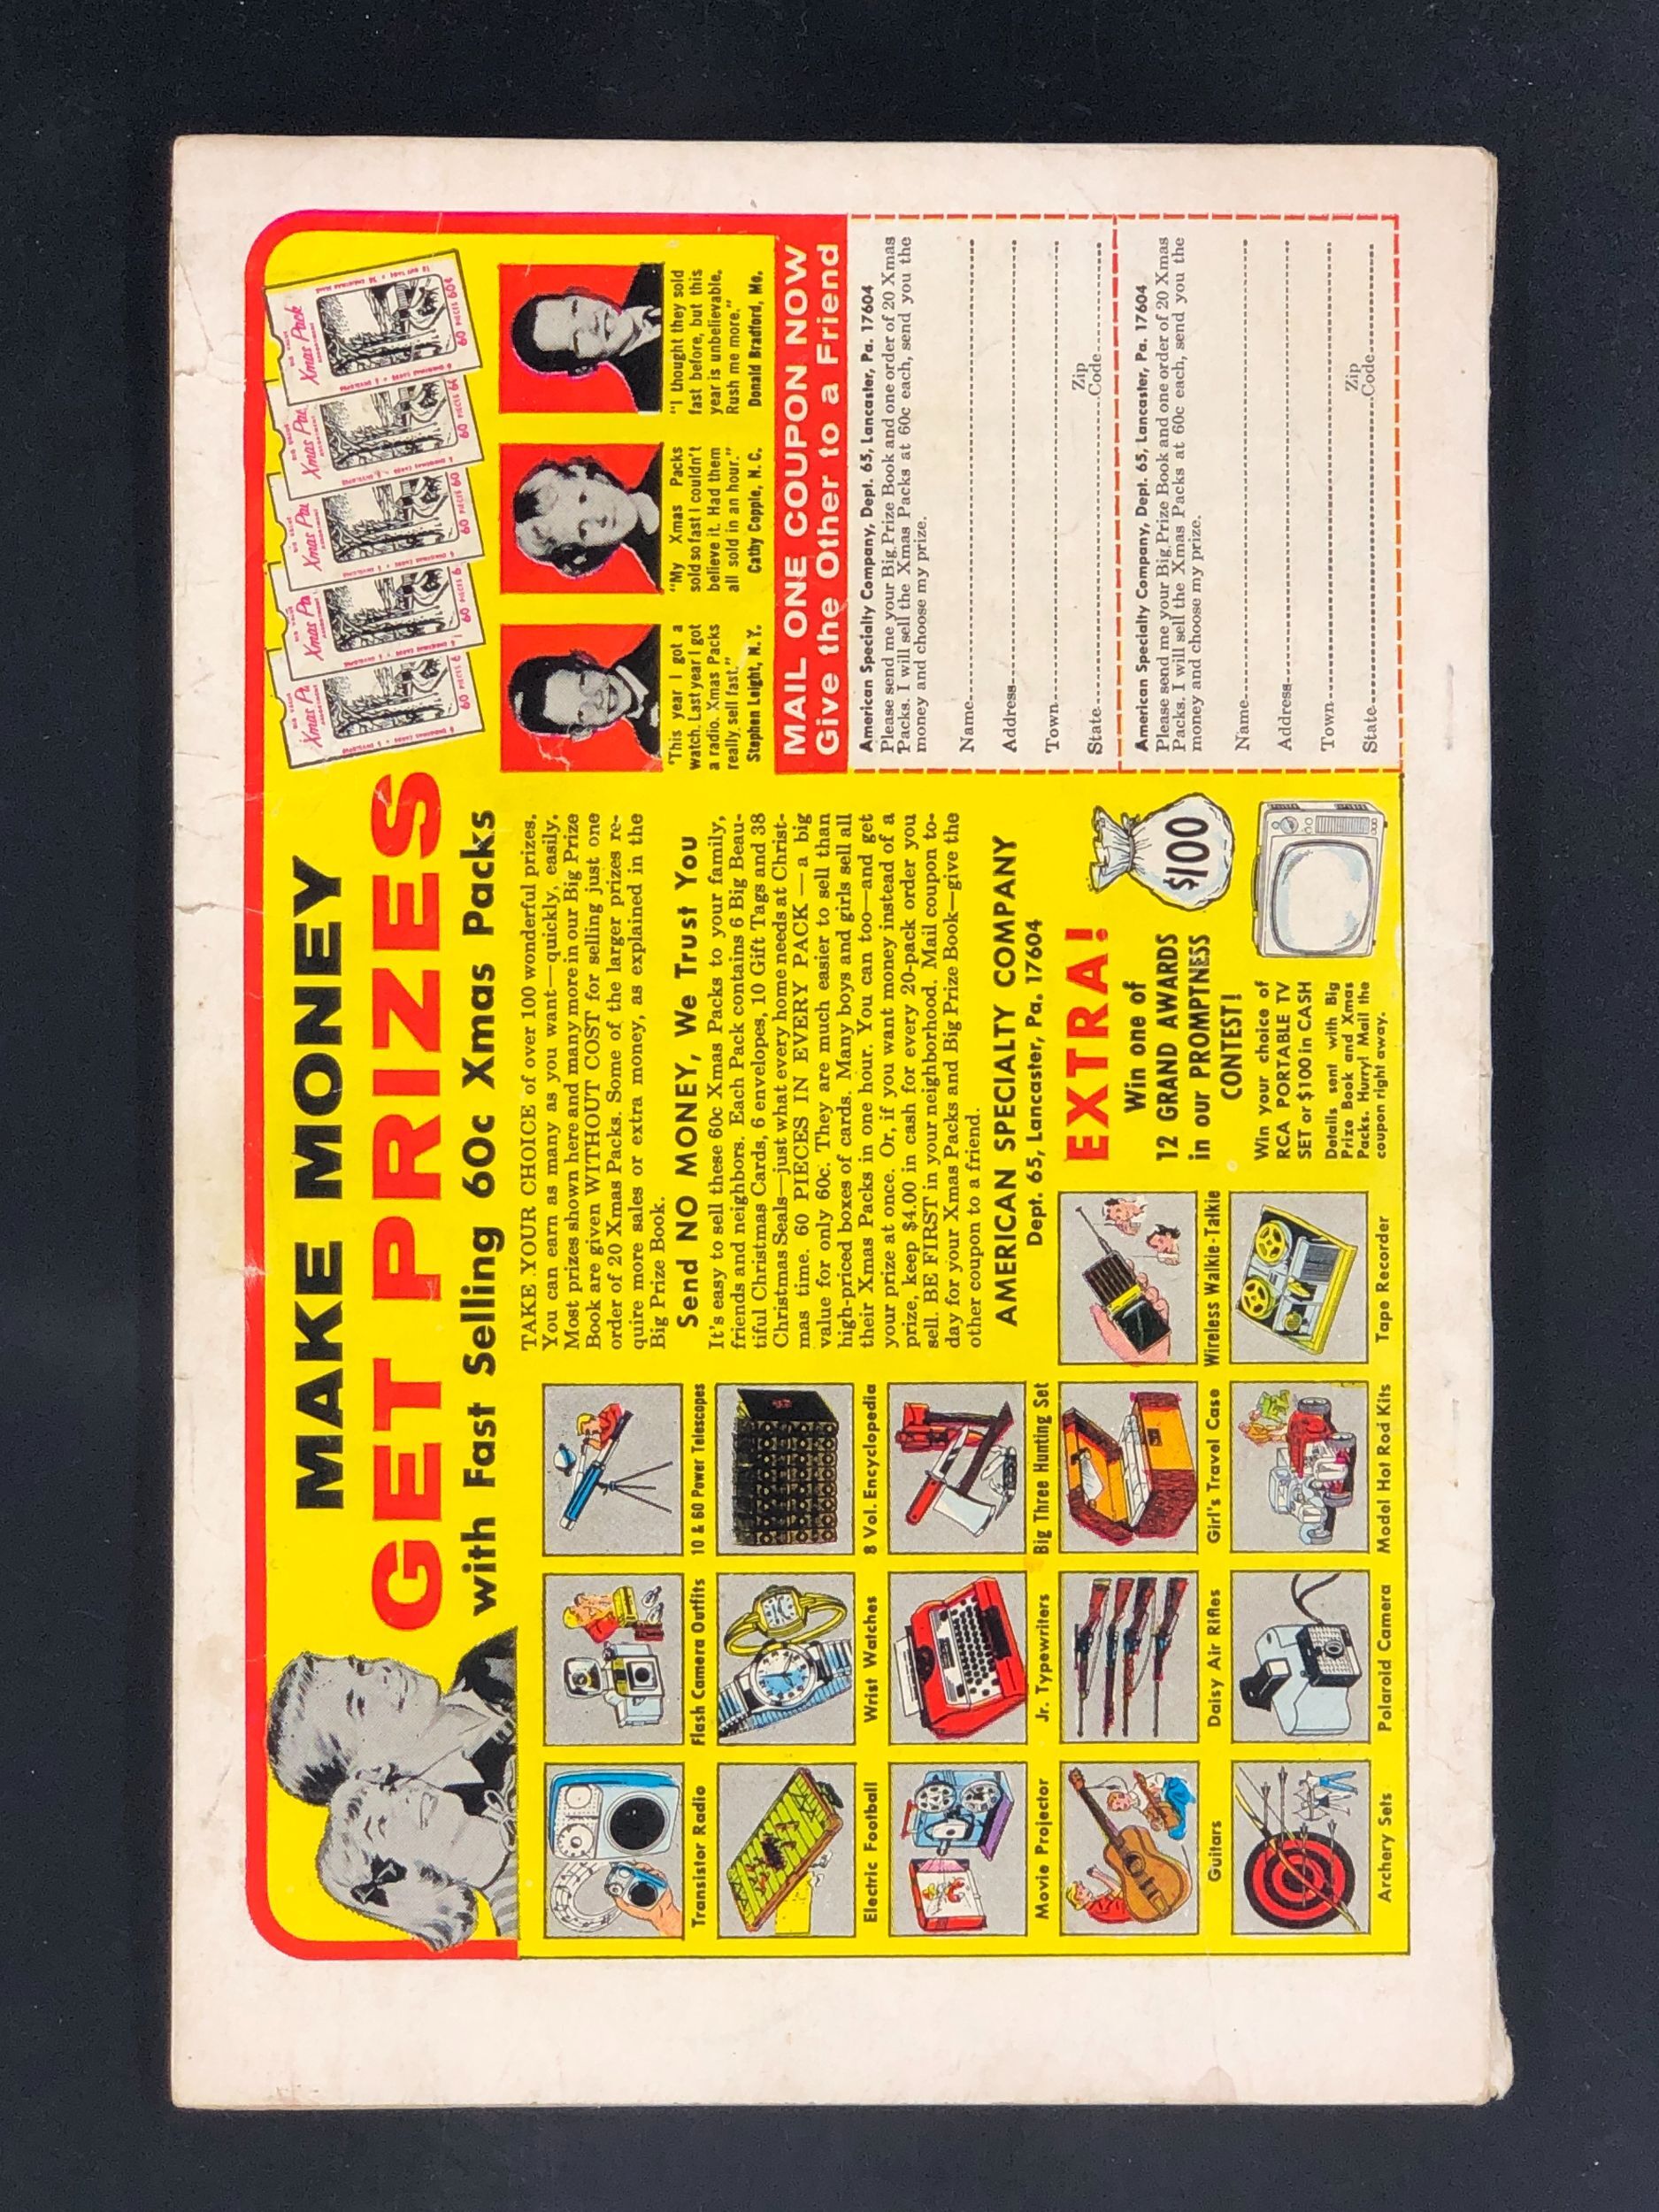 MAKE MONEY
GET PRIZES
with Fast Selling 60c Xmas Packs
TAKE YOUR CHOICE of over 100 wonderful prizes.
You can earn as many as you want—quickly, easily.
Most prizes shown here and many more in our Big Prize
Book are given WITHOUT COST for selling just one
order of 20 Xmas Packs. Some of the larger prizes re-
quire more sales or extra money, as explained in the
Big Prize Book.
Send NO MONEY, We Trust You
It's easy to sell these 60c Xmas Packs to your family,
friends and neighbors. Each Pack contains 6 Big Beau-
tiful Christmas Cards, 6 envelopes, 10 Gift Tags and 38
Christmas Seals—just what every home needs at Christ-
mas time. 60 PIECES IN EVERY PACK — a big
value for only 60c. They are much easier to sell than
high-priced boxes of cards. Many boys and girls sell all
their Xmas Packs in one hour. You can too—and get
your prize at once. Or, if you want money instead of a
prize, keep $4.00 in cash for every 20-pack order you
sell. BE FIRST in your neighborhood. Mail coupon to-
day for your Xmas Packs and Big Prize Book—give the
other coupon to a friend.
AMERICAN SPECIALTY COMPANY
Dept. 65, Lancaster, Pa. 17604
Transistor Radio
Flash Camera Outfits
10 & 60 Power Telescopes
Electric Football
Wrist Watches
8 Vol. Encyclopedia
Movie Projector
Jr. Typewriters
Big Three Hunting Set
Guitars
Daisy Air Rifles
Girl's Travel Case
Wireless Walkie-Talkie
Archery Sets
Polaroid Camera
Model Hot Rod Kits
Tape Recorder
EXTRA!
Win one of
12 GRAND AWARDS
in our PROMPTNESS
CONTEST!
$100
Win your choice of
RCA PORTABLE TV
SET or $100 in CASH
Details sent with Big
Prize Book and Xmas
Packs. Hurry! Mail the
coupon right away.
BIG VALUE
Xmas Pack
ASSORTMENT
60 PIECES 60¢
"This year I got a
watch. Last year I got
a radio. Xmas Packs
really sell fast."
Stephen Leight, N.Y.
"My Xmas Packs
sold so fast I couldn't
believe it. Had them
all sold in an hour."
Cathy Copple, N.C.
"I thought they sold
fast before, but this
year is unbelievable.
Rush me more."
Donald Bradford, Me.
MAIL ONE COUPON NOW
Give the Other to a Friend
American Specialty Company, Dept. 65, Lancaster, Pa. 17604
Please send me your Big Prize Book and one order of 20 Xmas
Packs. I will sell the Xmas Packs at 60c each, send you the
money and choose my prize.
Name
Address
Town
State Zip Code
American Specialty Company, Dept. 65, Lancaster, Pa. 17604
Please send me your Big Prize Book and one order of 20 Xmas
Packs. I will sell the Xmas Packs at 60c each, send you the
money and choose my prize.
Name
Address
Town
State Zip Code